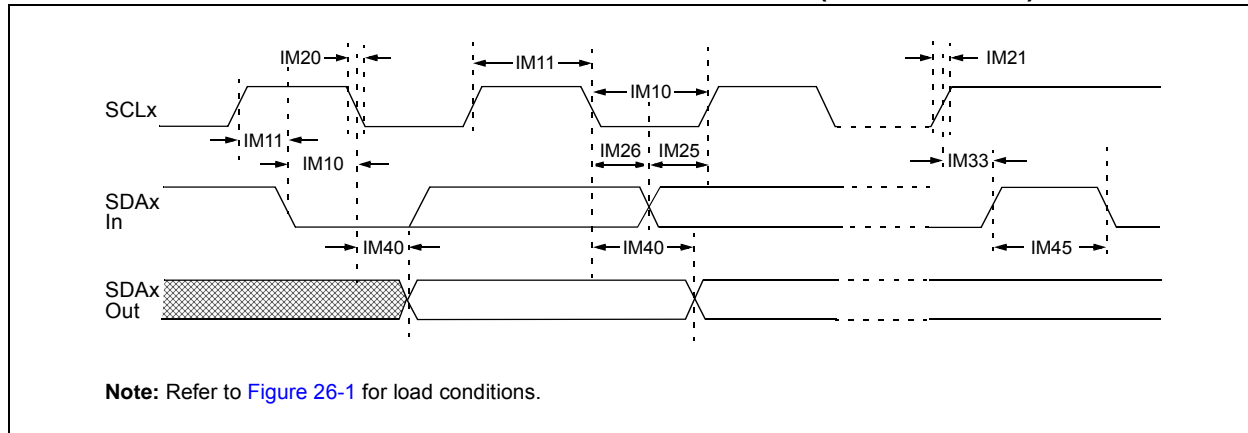 IM20
IM11
IM10
IM21
SCLx
IM11
IM10
IM26
IM25
IM33
SDAx
In
IM40
IM40
IM45
SDAx
Out
Note: Refer to Figure 26-1 for load conditions.